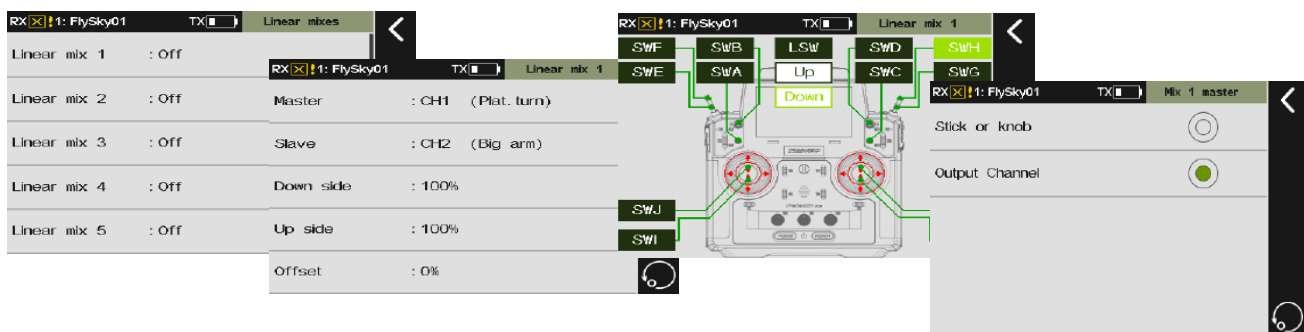 RX !1: FlySky01 TX Linear mixes
Linear mix 1 : Off
Linear mix 2 : Off
Linear mix 3 : Off
Linear mix 4 : Off
Linear mix 5 : Off
RX !1: FlySky01 TX Linear mix 1
Master : CH1 (Plat. turn)
Slave : CH2 (Big arm)
Down side : 100%
Up side : 100%
Offset : 0%
RX !1: FlySky01 TX Linear mix 1
SWF SWB LSW SWD SWH
SWE SWA Up SWC SWG
Down
SWJ
SWI
RX !1: FlySky01 TX Mix 1 master
Stick or knob
Output Channel